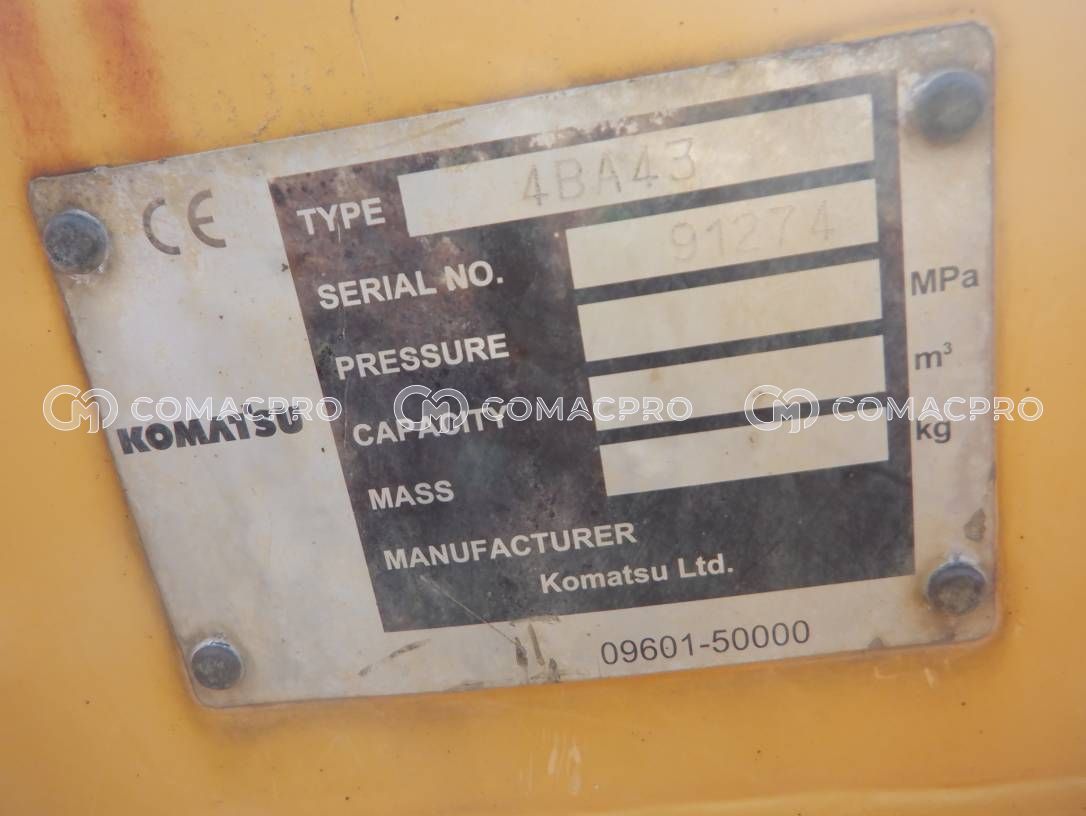 CE
TYPE 4BA43
SERIAL NO. 91274
PRESSURE MPa
CAPACITY m³
MASS kg
MANUFACTURER
Komatsu Ltd.
KOMATSU
09601-50000
COMACPRO COMACPRO COMACPRO